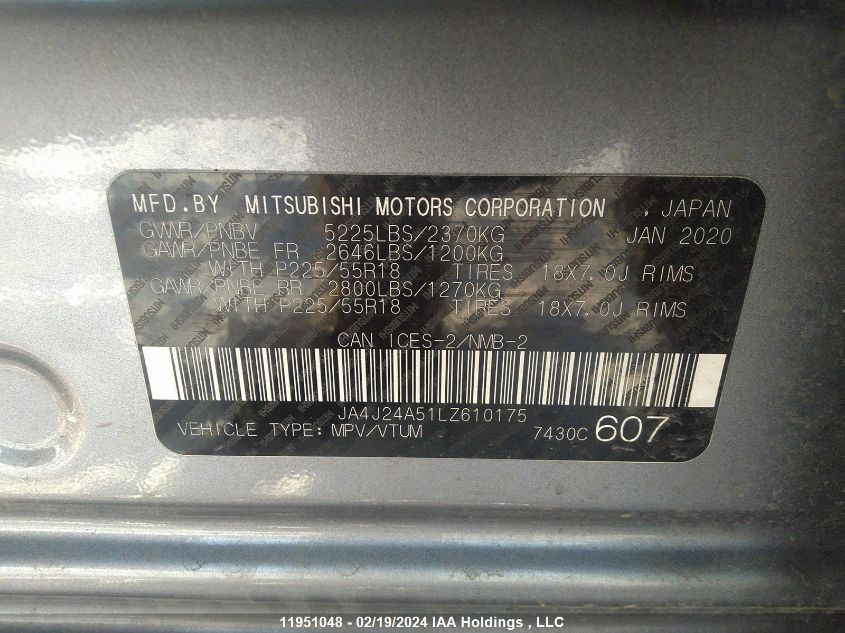 MFD.BY MITSUBISHI MOTORS CORPORATION , JAPAN
GVWR/PNBV 5225LBS/2370KG JAN 2020
GAWR/PNBE FR 2646LBS/1200KG
WITH P225/55R18 TIRES 18X7.0J RIMS
GAWR/PNBE RR 2800LBS/1270KG
WITH P225/55R18 TIRES 18X7.0J RIMS
CAN ICES-2/NMB-2
JA4J24A51LZ610175
VEHICLE TYPE: MPV/VTUM 7430C 607
11951048 - 02/19/2024 IAA Holdings , LLC